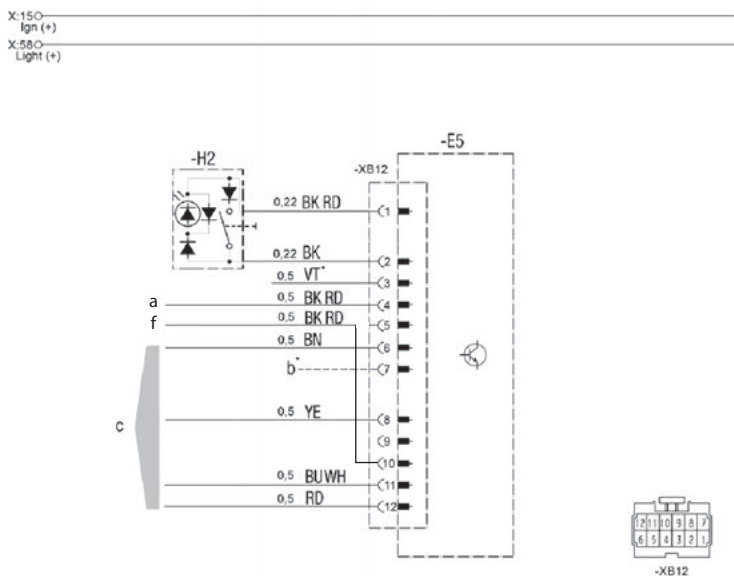 X:15
Ign (+)
X:58
Light (+)
-E5
-H2
-XB12
0,22 BK RD 1
0,22 BK 2
0,5 VT* 3
a 0,5 BK RD 4
f 0,5 BK RD 5
0,5 BN 6
b* 7
c 0,5 YE 8
9
10
0,5 BU WH 11
0,5 RD 12
12 11 10 9 8 7
6 5 4 3 2 1
-XB12